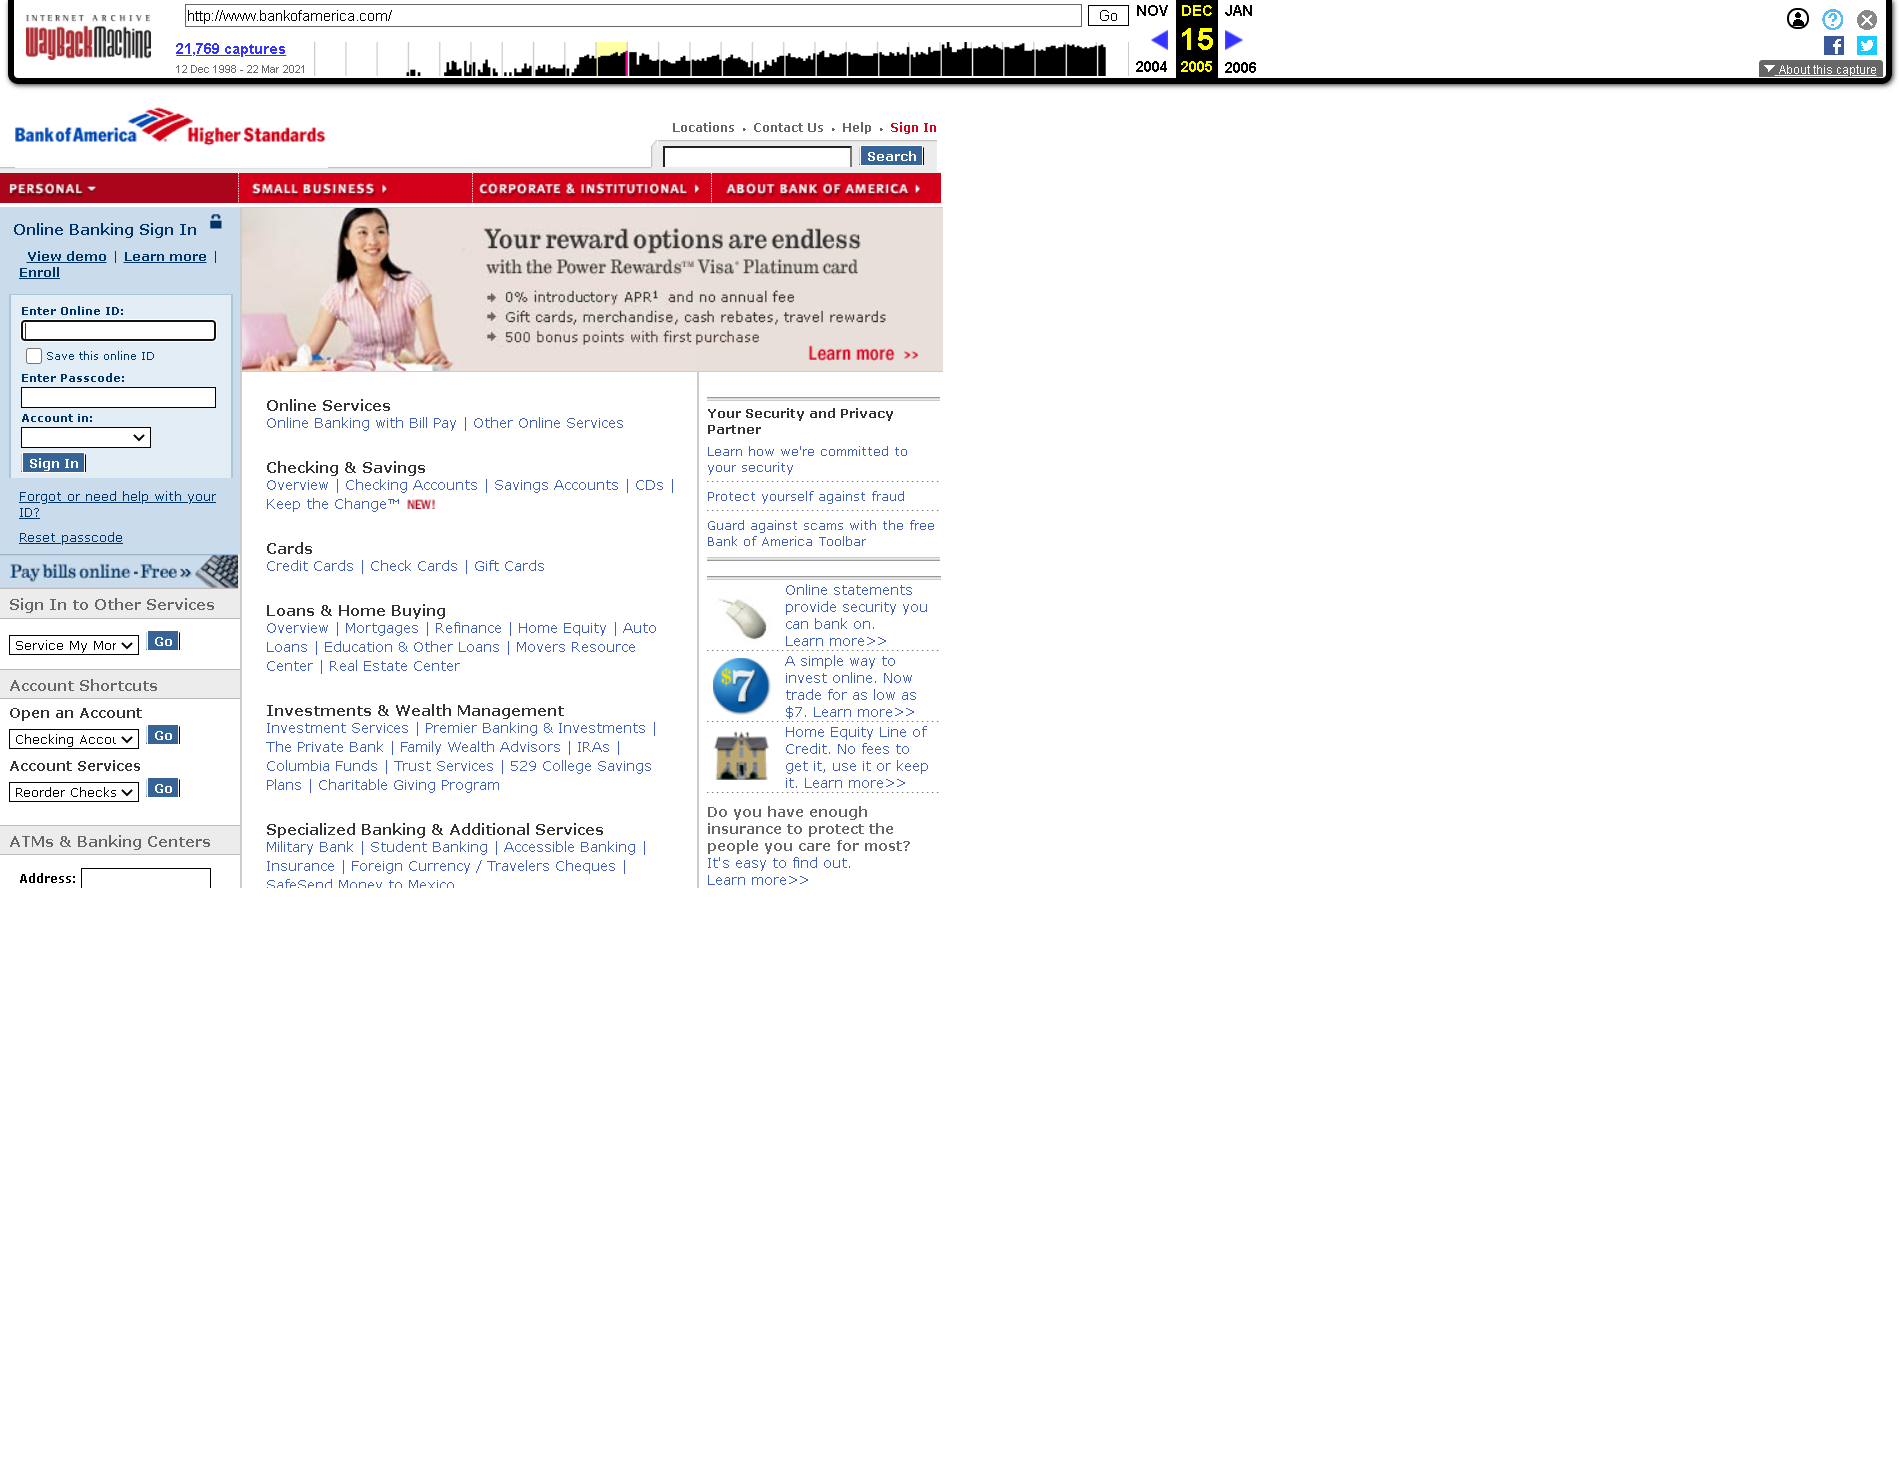 INTERNET ARCHIVE
WayBackMachine
http://www.bankofamerica.com/
Go
NOV DEC JAN
21,769 captures
15
12 Dec 1998 - 22 Mar 2021
2004 2005 2006
About this capture
Bank of America Higher Standards
Locations • Contact Us • Help • Sign In
Search
PERSONAL
SMALL BUSINESS
CORPORATE & INSTITUTIONAL
ABOUT BANK OF AMERICA
Online Banking Sign In
View demo | Learn more |
Enroll
Enter Online ID:
Save this online ID
Enter Passcode:
Account in:
Sign In
Forgot or need help with your
ID?
Reset passcode
Pay bills online - Free »
Sign In to Other Services
Service My Mor
Go
Account Shortcuts
Open an Account
Checking Accou
Go
Account Services
Reorder Checks
Go
ATMs & Banking Centers
Address:
Your reward options are endless
with the Power Rewards™ Visa® Platinum card
0% introductory APR¹ and no annual fee
Gift cards, merchandise, cash rebates, travel rewards
500 bonus points with first purchase
Learn more >>
Online Services
Online Banking with Bill Pay | Other Online Services
Checking & Savings
Overview | Checking Accounts | Savings Accounts | CDs |
Keep the Change™ NEW!
Cards
Credit Cards | Check Cards | Gift Cards
Loans & Home Buying
Overview | Mortgages | Refinance | Home Equity | Auto
Loans | Education & Other Loans | Movers Resource
Center | Real Estate Center
Investments & Wealth Management
Investment Services | Premier Banking & Investments |
The Private Bank | Family Wealth Advisors | IRAs |
Columbia Funds | Trust Services | 529 College Savings
Plans | Charitable Giving Program
Specialized Banking & Additional Services
Military Bank | Student Banking | Accessible Banking |
Insurance | Foreign Currency / Travelers Cheques |
SafeSend Money to Mexico
Your Security and Privacy
Partner
Learn how we're committed to
your security
Protect yourself against fraud
Guard against scams with the free
Bank of America Toolbar
Online statements
provide security you
can bank on.
Learn more>>
$7
A simple way to
invest online. Now
trade for as low as
$7. Learn more>>
Home Equity Line of
Credit. No fees to
get it, use it or keep
it. Learn more>>
Do you have enough
insurance to protect the
people you care for most?
It's easy to find out.
Learn more>>